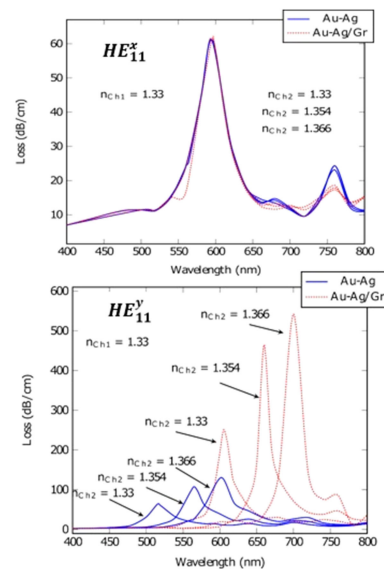 Au-Ag
Au-Ag/Gr
HE₁₁ˣ
nCh1 = 1.33
nCh2 = 1.33
nCh2 = 1.354
nCh2 = 1.366
60
50
40
30
20
10
Loss (dB/cm)
400 450 500 550 600 650 700 750 800
Wavelength (nm)
Au-Ag
Au-Ag/Gr
HE₁₁ʸ
nCh1 = 1.33
nCh2 = 1.366
nCh2 = 1.354
nCh2 = 1.33
nCh2 = 1.366
nCh2 = 1.354
nCh2 = 1.33
600
500
400
300
200
100
0
Loss (dB/cm)
400 450 500 550 600 650 700 750 800
Wavelength (nm)